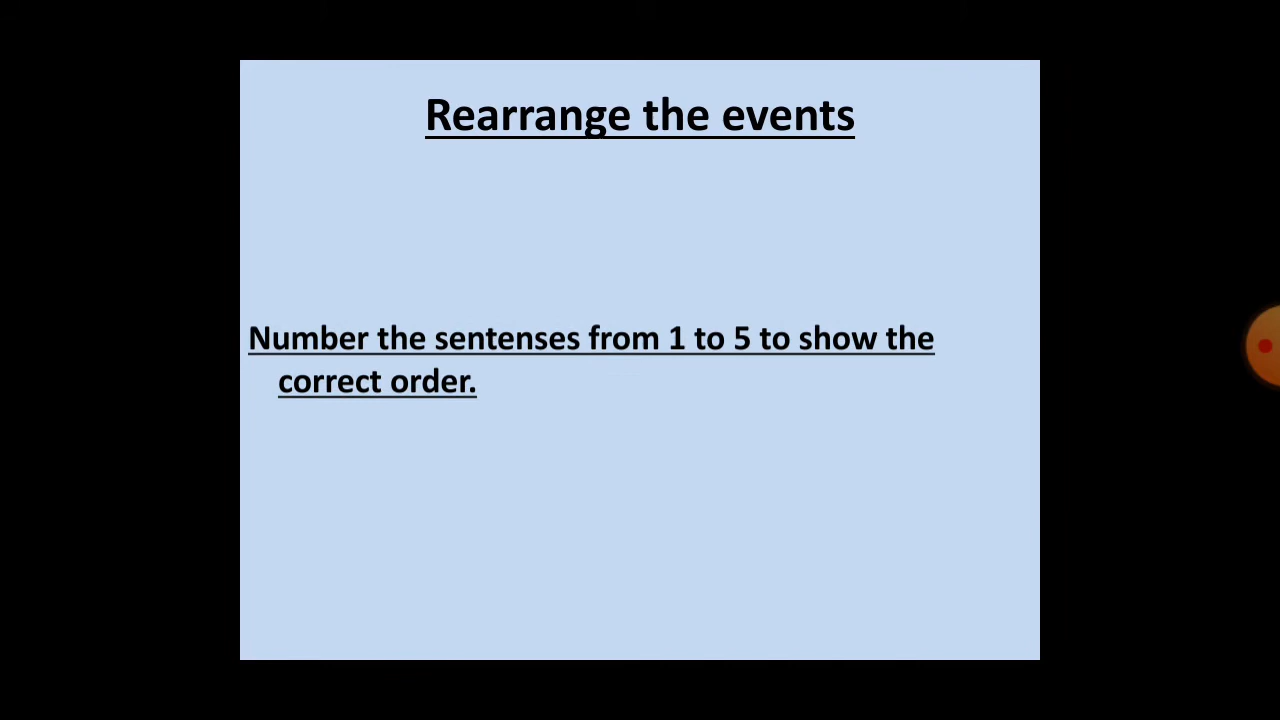 Rearrange the events
Number the sentenses from 1 to 5 to show the
correct order.